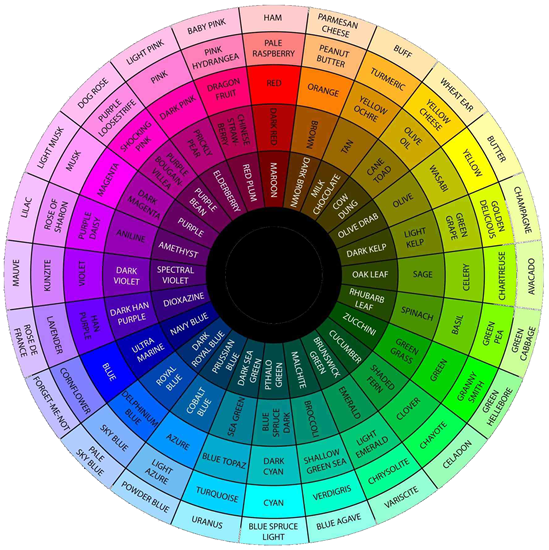 HAM
PARMESAN
CHEESE
BUFF
WHEAT EAR
BUTTER
CHAMPAGNE
AVACADO
GREEN
CABBAGE
GREEN
HELLEBORE
CELADON
VARISCITE
BLUE AGAVE
BLUE SPRUCE
LIGHT
URANUS
POWDER BLUE
PALE
SKY BLUE
FORGET-ME-NOT
ROSE DE
FRANCE
MAUVE
LILAC
LIGHT MUSK
DOG ROSE
LIGHT PINK
BABY PINK
PALE
RASPBERRY
PEANUT
BUTTER
TURMERIC
YELLOW
CHEESE
YELLOW
GOLDEN
DELICIOUS
CHARTREUSE
GREEN
PEA
GRANNY
SMITH
CHAYOTE
CHRYSOLITE
VERDIGRIS
CYAN
TURQUOISE
LIGHT
AZURE
SKY BLUE
CORNFLOWER
LAVENDER
KUNZITE
ROSE OF
SHARON
MUSK
PURPLE
LOOSESTRIFE
PINK
PINK
HYDRANGEA
RED
ORANGE
YELLOW
OCHRE
OLIVE
OIL
WASABI
GREEN
GRAPE
CELERY
BASIL
GREEN
CLOVER
LIGHT
EMERALD
SHALLOW
GREEN SEA
DARK
CYAN
BLUE TOPAZ
AZURE
DELPHINIUM
BLUE
BLUE
HAN
PURPLE
VIOLET
PURPLE
DAISY
MAGENTA
SHOCKING
PINK
DARK PINK
DRAGON
FRUIT
DARK RED
BROWN
TAN
CANE
TOAD
OLIVE
LIGHT
KELP
SAGE
SPINACH
GREEN
GRASS
SHADED
FERN
EMERALD
BROCCOLI
BLUE
SPRUCE
DARK
SEA GREEN
COBALT
BLUE
ROYAL
BLUE
ULTRA
MARINE
DARK HAN
PURPLE
DARK
VIOLET
ANILINE
DARK
MAGENTA
PURPLE
BOUGAIN
VILLEA
PRICKLY
PEAR
CHINESE
STRAW
BERRY
MAROON
DARK BROWN
MILK
CHOCOLATE
COW
DUNG
OLIVE DRAB
DARK KELP
OAK LEAF
RHUBARB
LEAF
ZUCCHINI
CUCUMBER
BRUNSWICK
GREEN
MALCHITE
PTHALO
GREEN
DARK SEA
GREEN
PRUSSIAN
BLUE
DARK
ROYAL BLUE
NAVY BLUE
DIOXAZINE
SPECTRAL
VIOLET
AMETHYST
PURPLE
PURPLE
BEAN
ELDERBERRY
RED PLUM